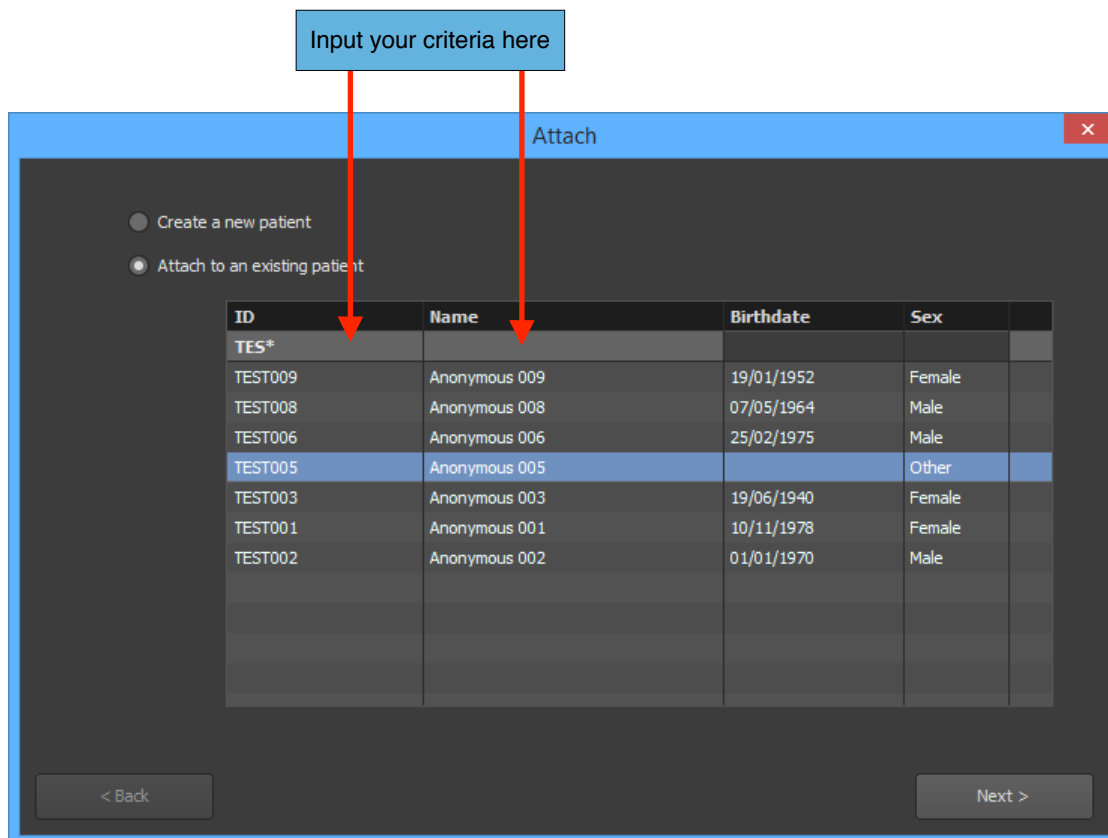 Input your criteria here
Attach
Create a new patient
Attach to an existing patient
ID Name Birthdate Sex
TES*
TEST009 Anonymous 009 19/01/1952 Female
TEST008 Anonymous 008 07/05/1964 Male
TEST006 Anonymous 006 25/02/1975 Male
TEST005 Anonymous 005 Other
TEST003 Anonymous 003 19/06/1940 Female
TEST001 Anonymous 001 10/11/1978 Female
TEST002 Anonymous 002 01/01/1970 Male
< Back Next >